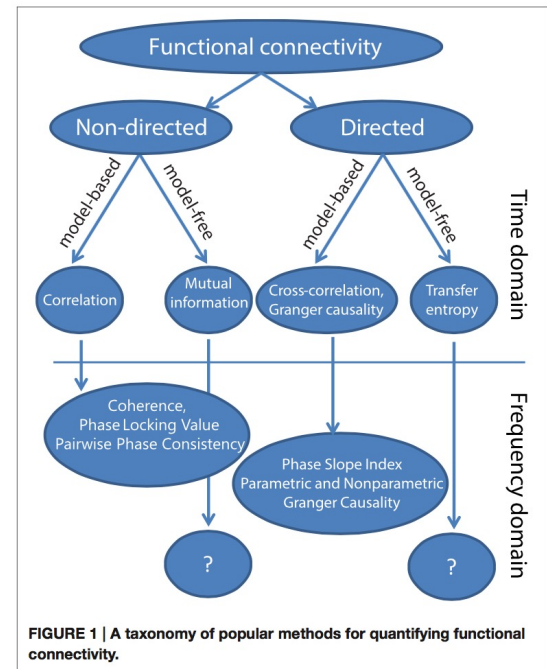 Functional connectivity
Non-directed
Directed
model-based
model-free
model-based
model-free
Time domain
Correlation
Mutual
information
Cross-correlation,
Granger causality
Transfer
entropy
Frequency domain
Coherence,
Phase Locking Value
Pairwise Phase Consistency
Phase Slope Index
Parametric and Nonparametric
Granger Causality
?
?
FIGURE 1 | A taxonomy of popular methods for quantifying functional
connectivity.